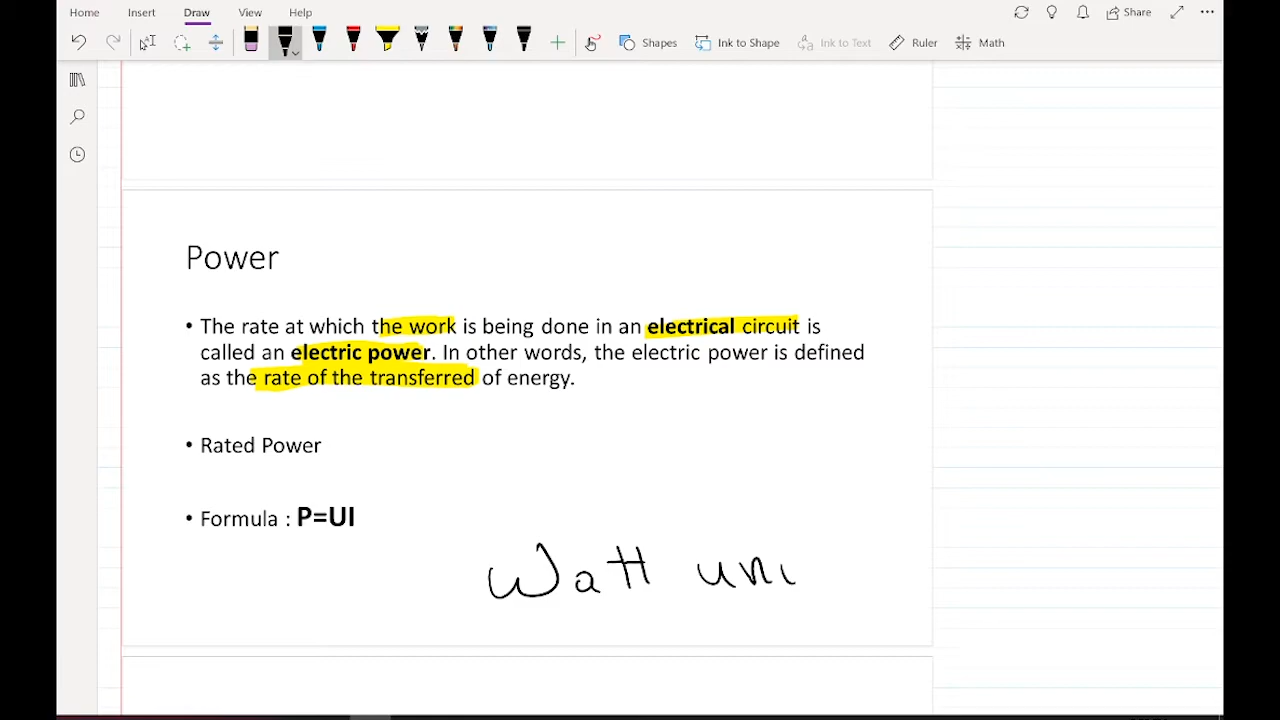 Home Insert Draw View Help Share
Shapes Ink to Shape Ink to Text Ruler Math
Power
• The rate at which the work is being done in an electrical circuit is
called an electric power. In other words, the electric power is defined
as the rate of the transferred of energy.
• Rated Power
• Formula : P=UI
Watt uni